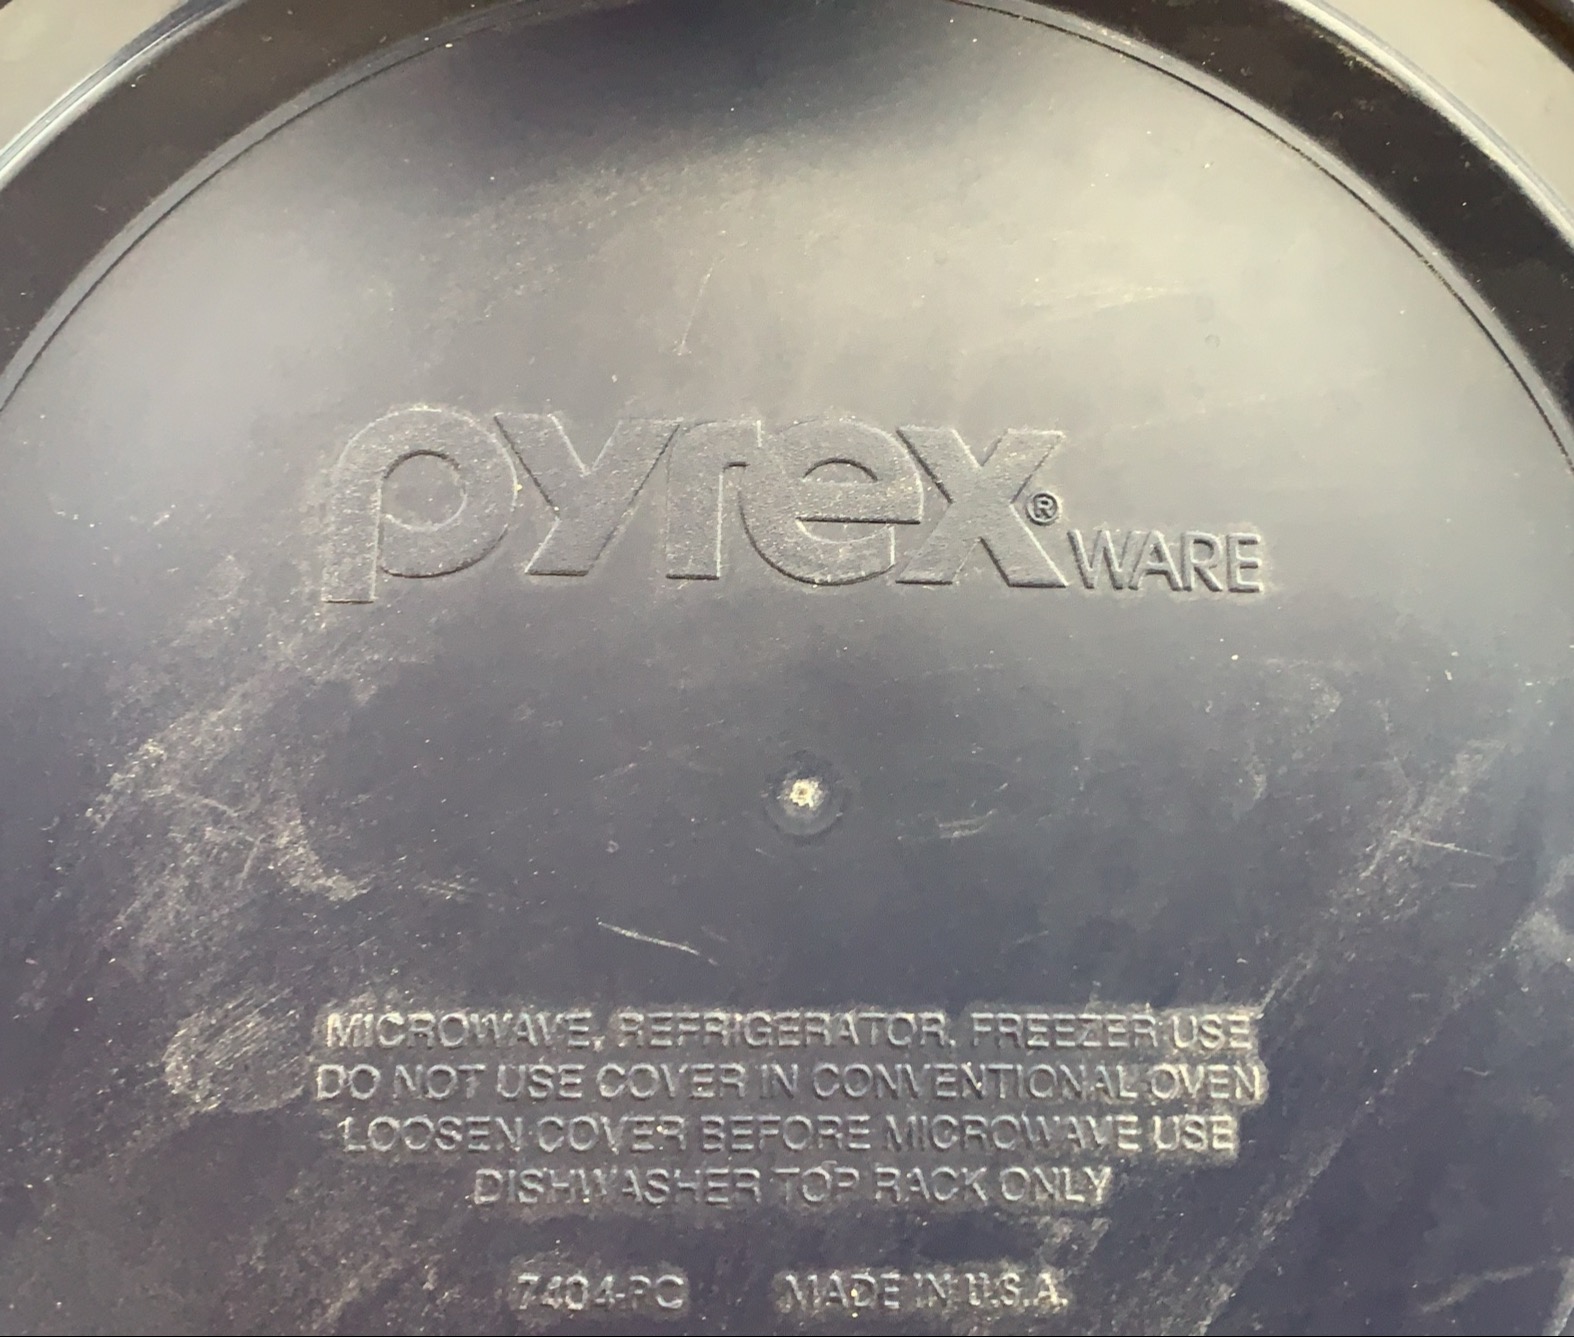 pyrex® WARE
MICROWAVE, REFRIGERATOR, FREEZER USE
DO NOT USE COVER IN CONVENTIONAL OVEN
LOOSEN COVER BEFORE MICROWAVE USE
DISHWASHER TOP RACK ONLY
7404-PC MADE IN U.S.A.